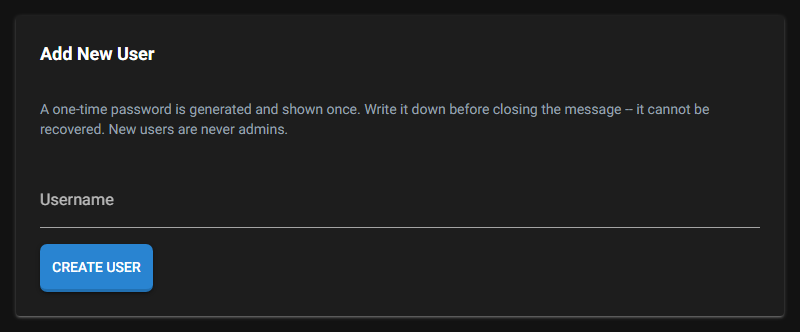 Add New User
A one-time password is generated and shown once. Write it down before closing the message – it cannot be
recovered. New users are never admins.
Username
CREATE USER